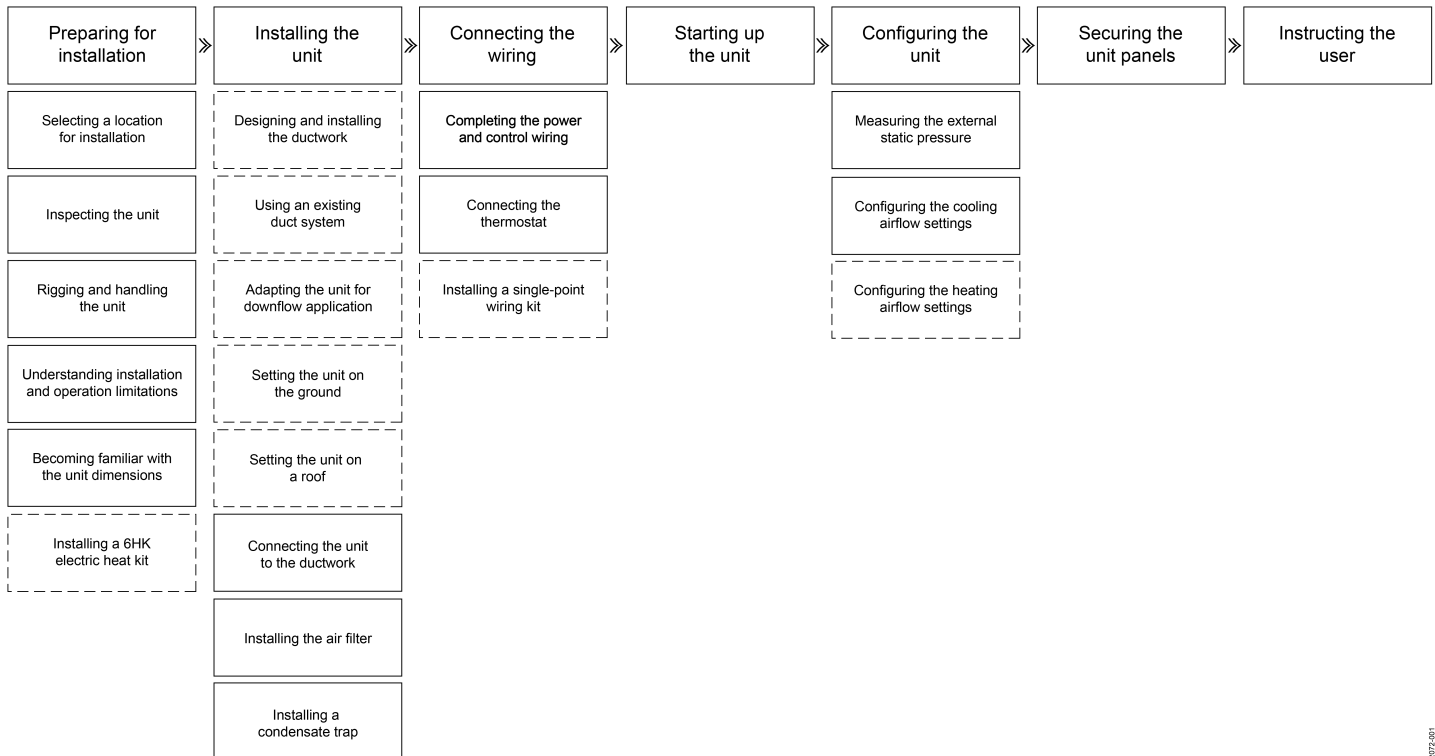 Preparing for
installation
Installing the
unit
Connecting the
wiring
Starting up
the unit
Configuring the
unit
Securing the
unit panels
Instructing the
user
Selecting a location
for installation
Inspecting the unit
Rigging and handling
the unit
Understanding installation
and operation limitations
Becoming familiar with
the unit dimensions
Installing a 6HK
electric heat kit
Designing and installing
the ductwork
Using an existing
duct system
Adapting the unit for
downflow application
Setting the unit on
the ground
Setting the unit on
a roof
Connecting the unit
to the ductwork
Installing the air filter
Installing a
condensate trap
Completing the power
and control wiring
Connecting the
thermostat
Installing a single-point
wiring kit
Measuring the external
static pressure
Configuring the cooling
airflow settings
Configuring the heating
airflow settings